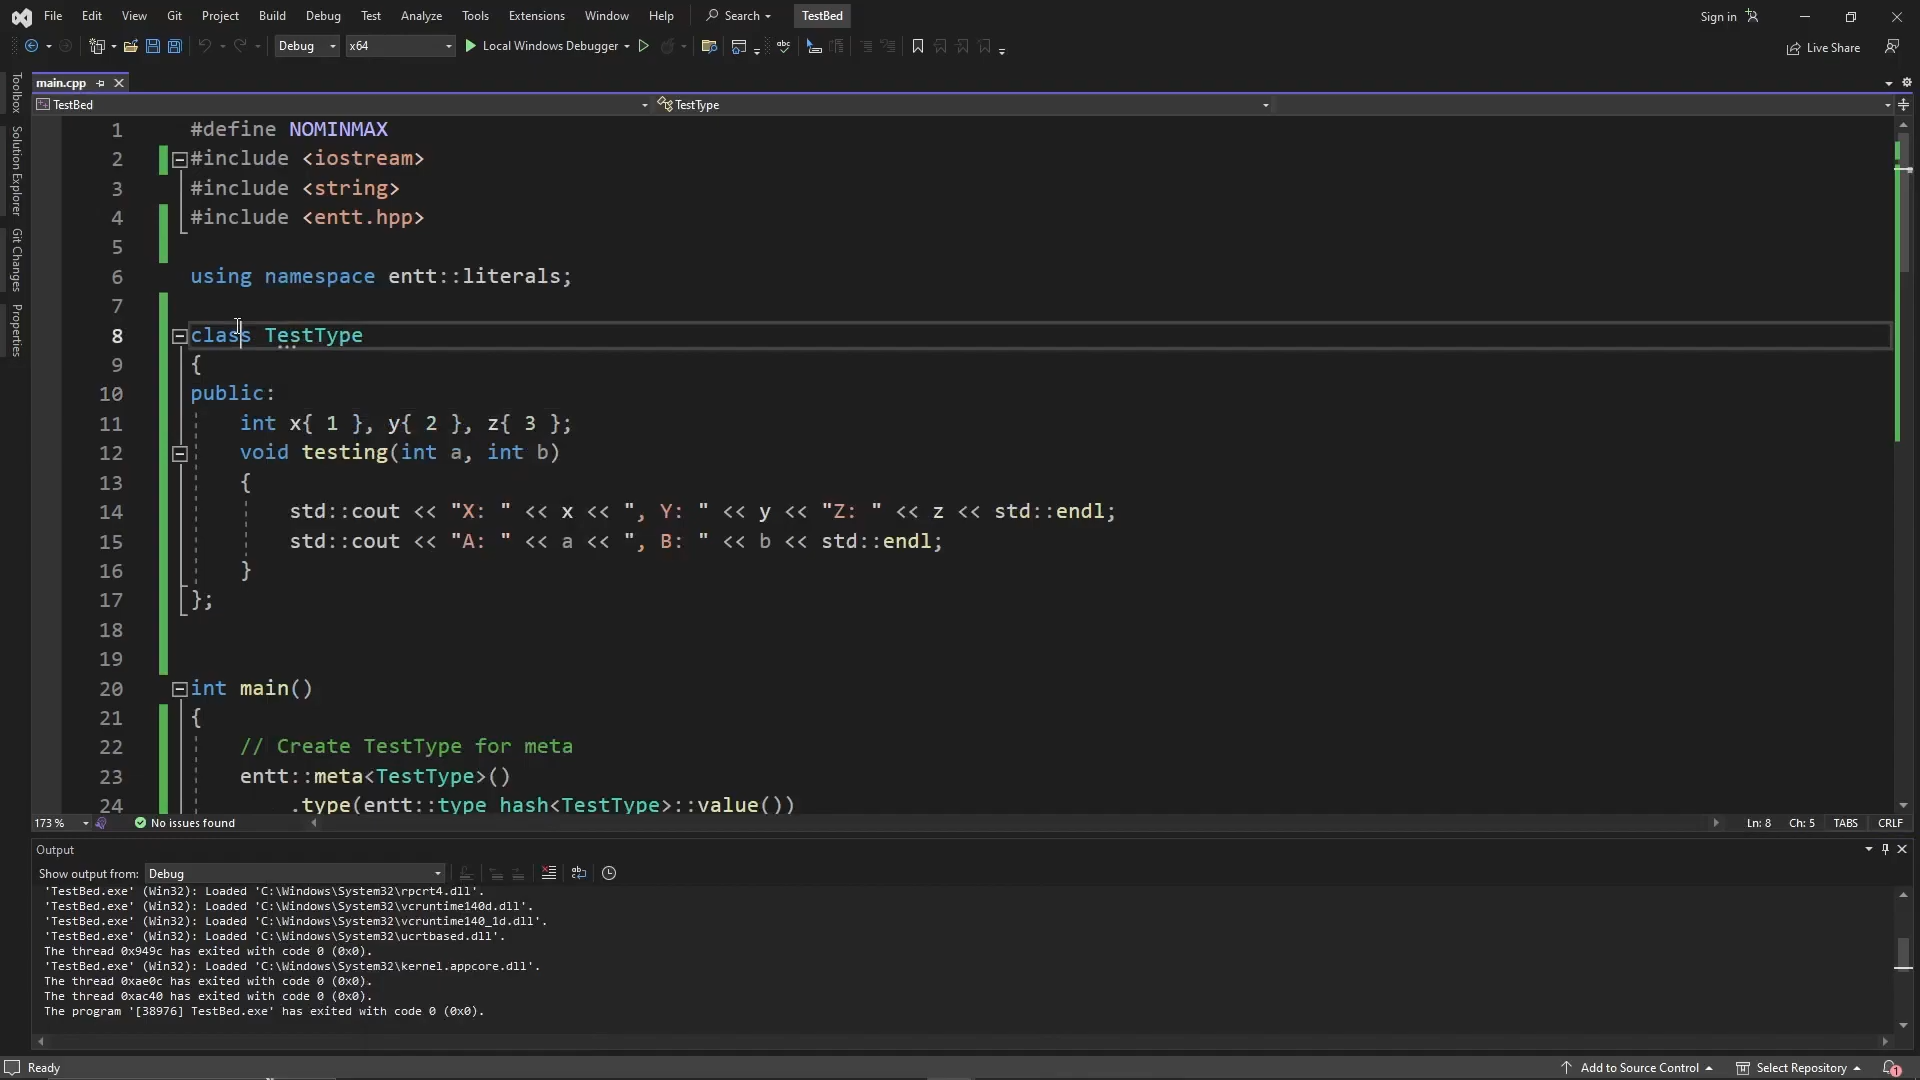 File Edit View Git Project Build Debug Test Analyze Tools Extensions Window Help Search TestBed Sign in
Debug x64 Local Windows Debugger Live Share
main.cpp
TestBed TestType
Toolbox
Solution Explorer
Git Changes
Properties
1 #define NOMINMAX
2 #include <iostream>
3 #include <string>
4 #include <entt.hpp>
5
6 using namespace entt::literals;
7
8 class TestType
9 {
10 public:
11 int x{ 1 }, y{ 2 }, z{ 3 };
12 void testing(int a, int b)
13 {
14 std::cout << "X: " << x << ", Y: " << y << "Z: " << z << std::endl;
15 std::cout << "A: " << a << ", B: " << b << std::endl;
16 }
17 };
18
19
20 int main()
21 {
22 // Create TestType for meta
23 entt::meta<TestType>()
24 .type(entt::type_hash<TestType>::value())
173 % No issues found Ln: 8 Ch: 5 TABS CRLF
Output
Show output from: Debug
'TestBed.exe' (Win32): Loaded 'C:\Windows\System32\rpcrt4.dll'.
'TestBed.exe' (Win32): Loaded 'C:\Windows\System32\vcruntime140d.dll'.
'TestBed.exe' (Win32): Loaded 'C:\Windows\System32\vcruntime140_1d.dll'.
'TestBed.exe' (Win32): Loaded 'C:\Windows\System32\ucrtbased.dll'.
The thread 0x949c has exited with code 0 (0x0).
'TestBed.exe' (Win32): Loaded 'C:\Windows\System32\kernel.appcore.dll'.
The thread 0xae0c has exited with code 0 (0x0).
The thread 0xac40 has exited with code 0 (0x0).
The program '[38976] TestBed.exe' has exited with code 0 (0x0).
Ready Add to Source Control Select Repository 1